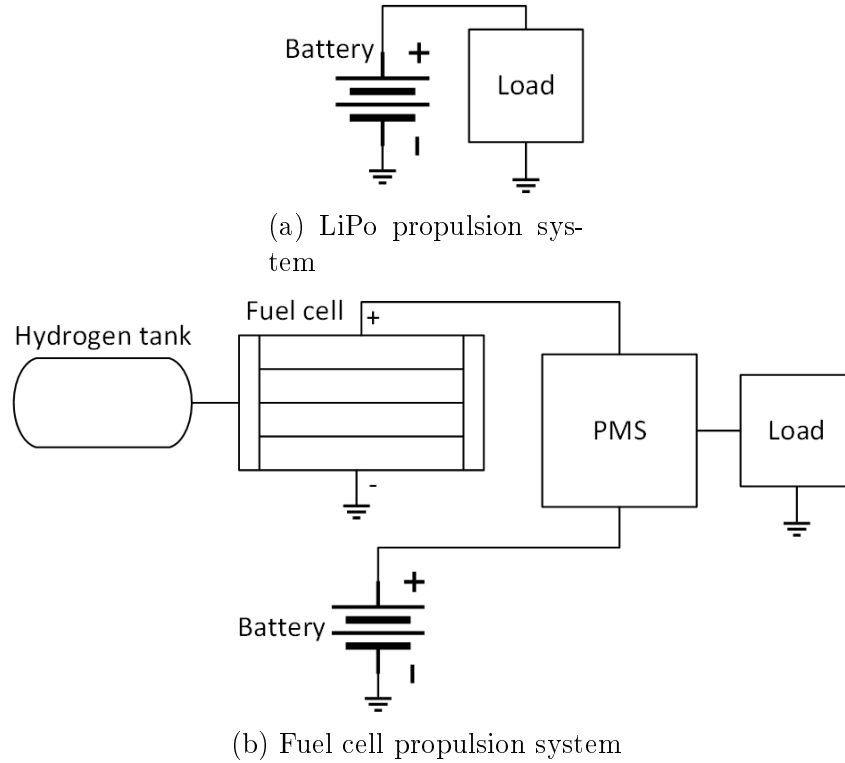 Battery
+
Load
(a) LiPo propulsion sys-
tem
Fuel cell
+
Hydrogen tank
PMS
Load
-
+
Battery
(b) Fuel cell propulsion system